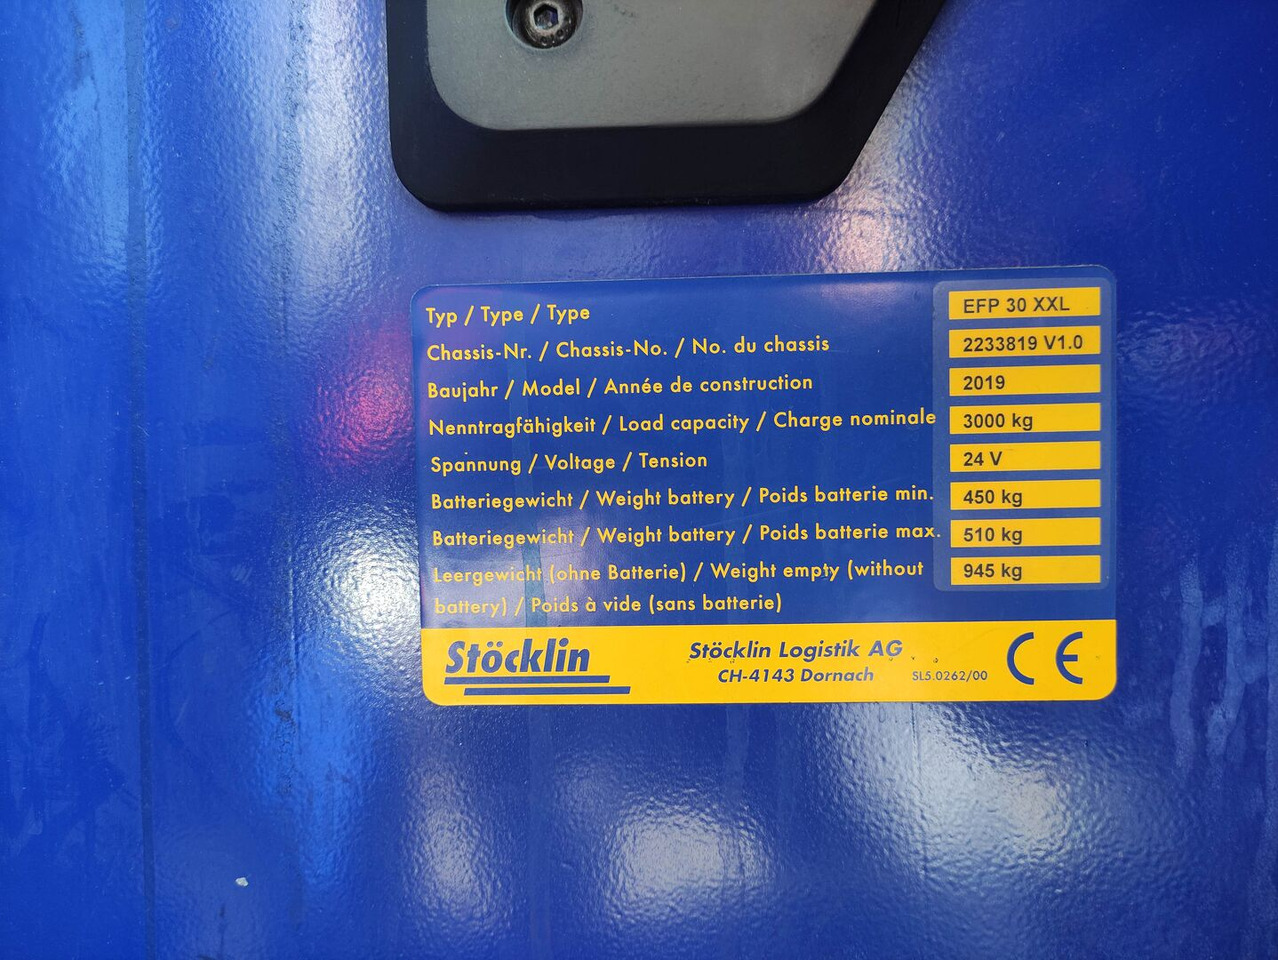 Typ / Type / Type EFP 30 XXL
Chassis-Nr. / Chassis-No. / No. du chassis 2233819 V1.0
Baujahr / Model / Année de construction 2019
Nenntragfähigkeit / Load capacity / Charge nominale 3000 kg
Spannung / Voltage / Tension 24 V
Batteriegewicht / Weight battery / Poids batterie min. 450 kg
Batteriegewicht / Weight battery / Poids batterie max. 510 kg
Leergewicht (ohne Batterie) / Weight empty (without 945 kg
battery) / Poids à vide (sans batterie)
Stöcklin Stöcklin Logistik AG CE
CH-4143 Dornach SL5.0262/00